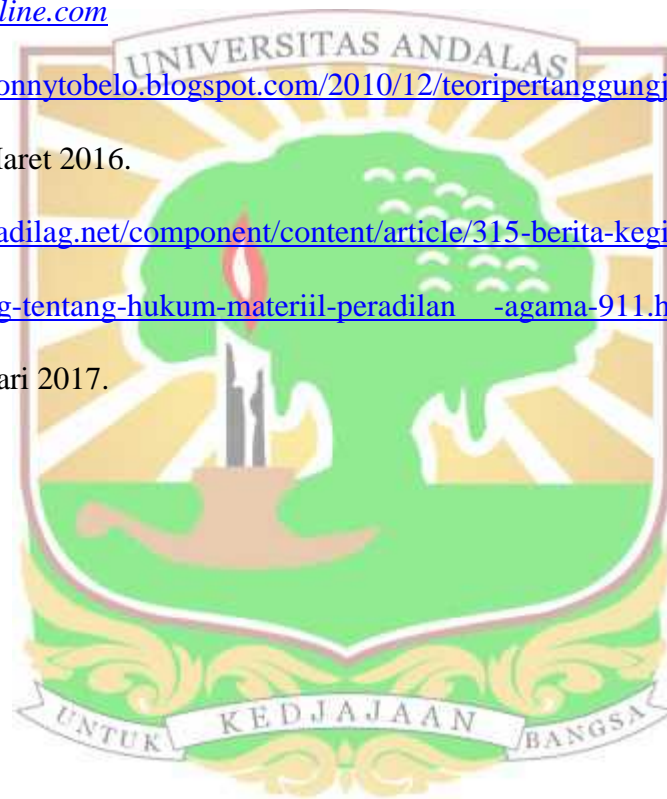 line.com
UNIVERSITAS ANDALAS
onnytobelo.blogspot.com/2010/12/teoripertanggungj
Maret 2016.
adilag.net/component/content/article/315-berita-kegi
g-tentang-hukum-materiil-peradilan -agama-911.h
ari 2017.
UNTUK KEDJAJAAN BANGSA